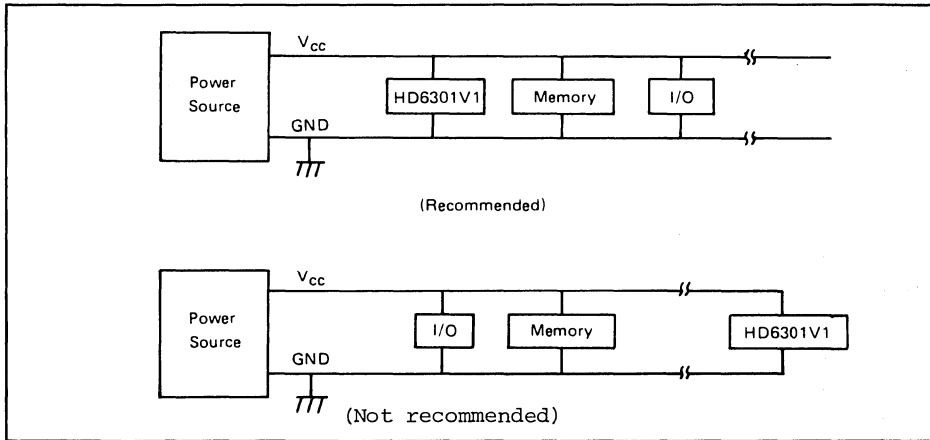 Vcc
Power
Source
HD6301V1
Memory
I/O
GND
(Recommended)
Vcc
Power
Source
I/O
Memory
HD6301V1
GND
(Not recommended)